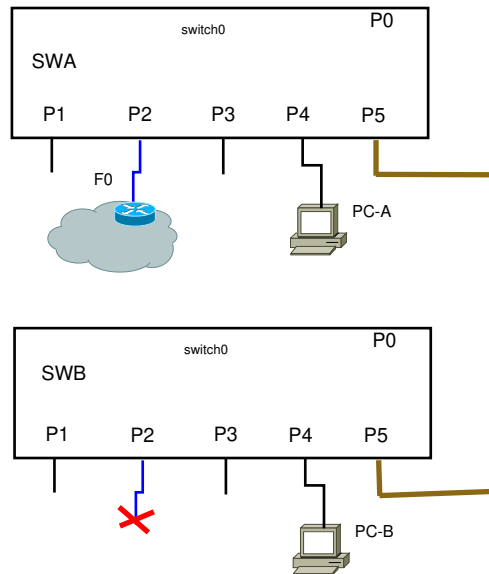 P0
switch0
SWA
P1 P2 P3 P4 P5
F0
PC-A
P0
switch0
SWB
P1 P2 P3 P4 P5
PC-B